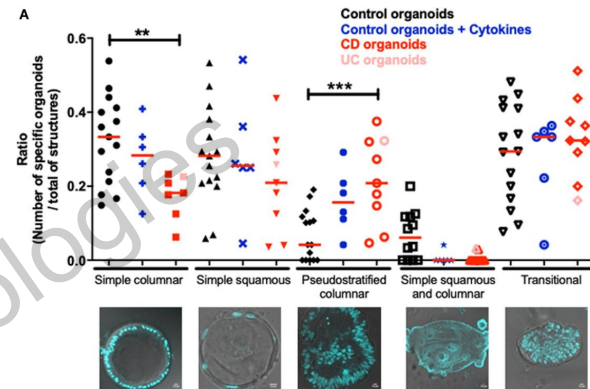 A
Control organoids
Control organoids + Cytokines
CD organoids
UC organoids
**
***
0.6
0.4
0.2
0.0
Ratio
(Number of specific organoids
/ total of structures)
Simple columnar
Simple squamous
Pseudostratified
columnar
Simple squamous
and columnar
Transitional
ologies